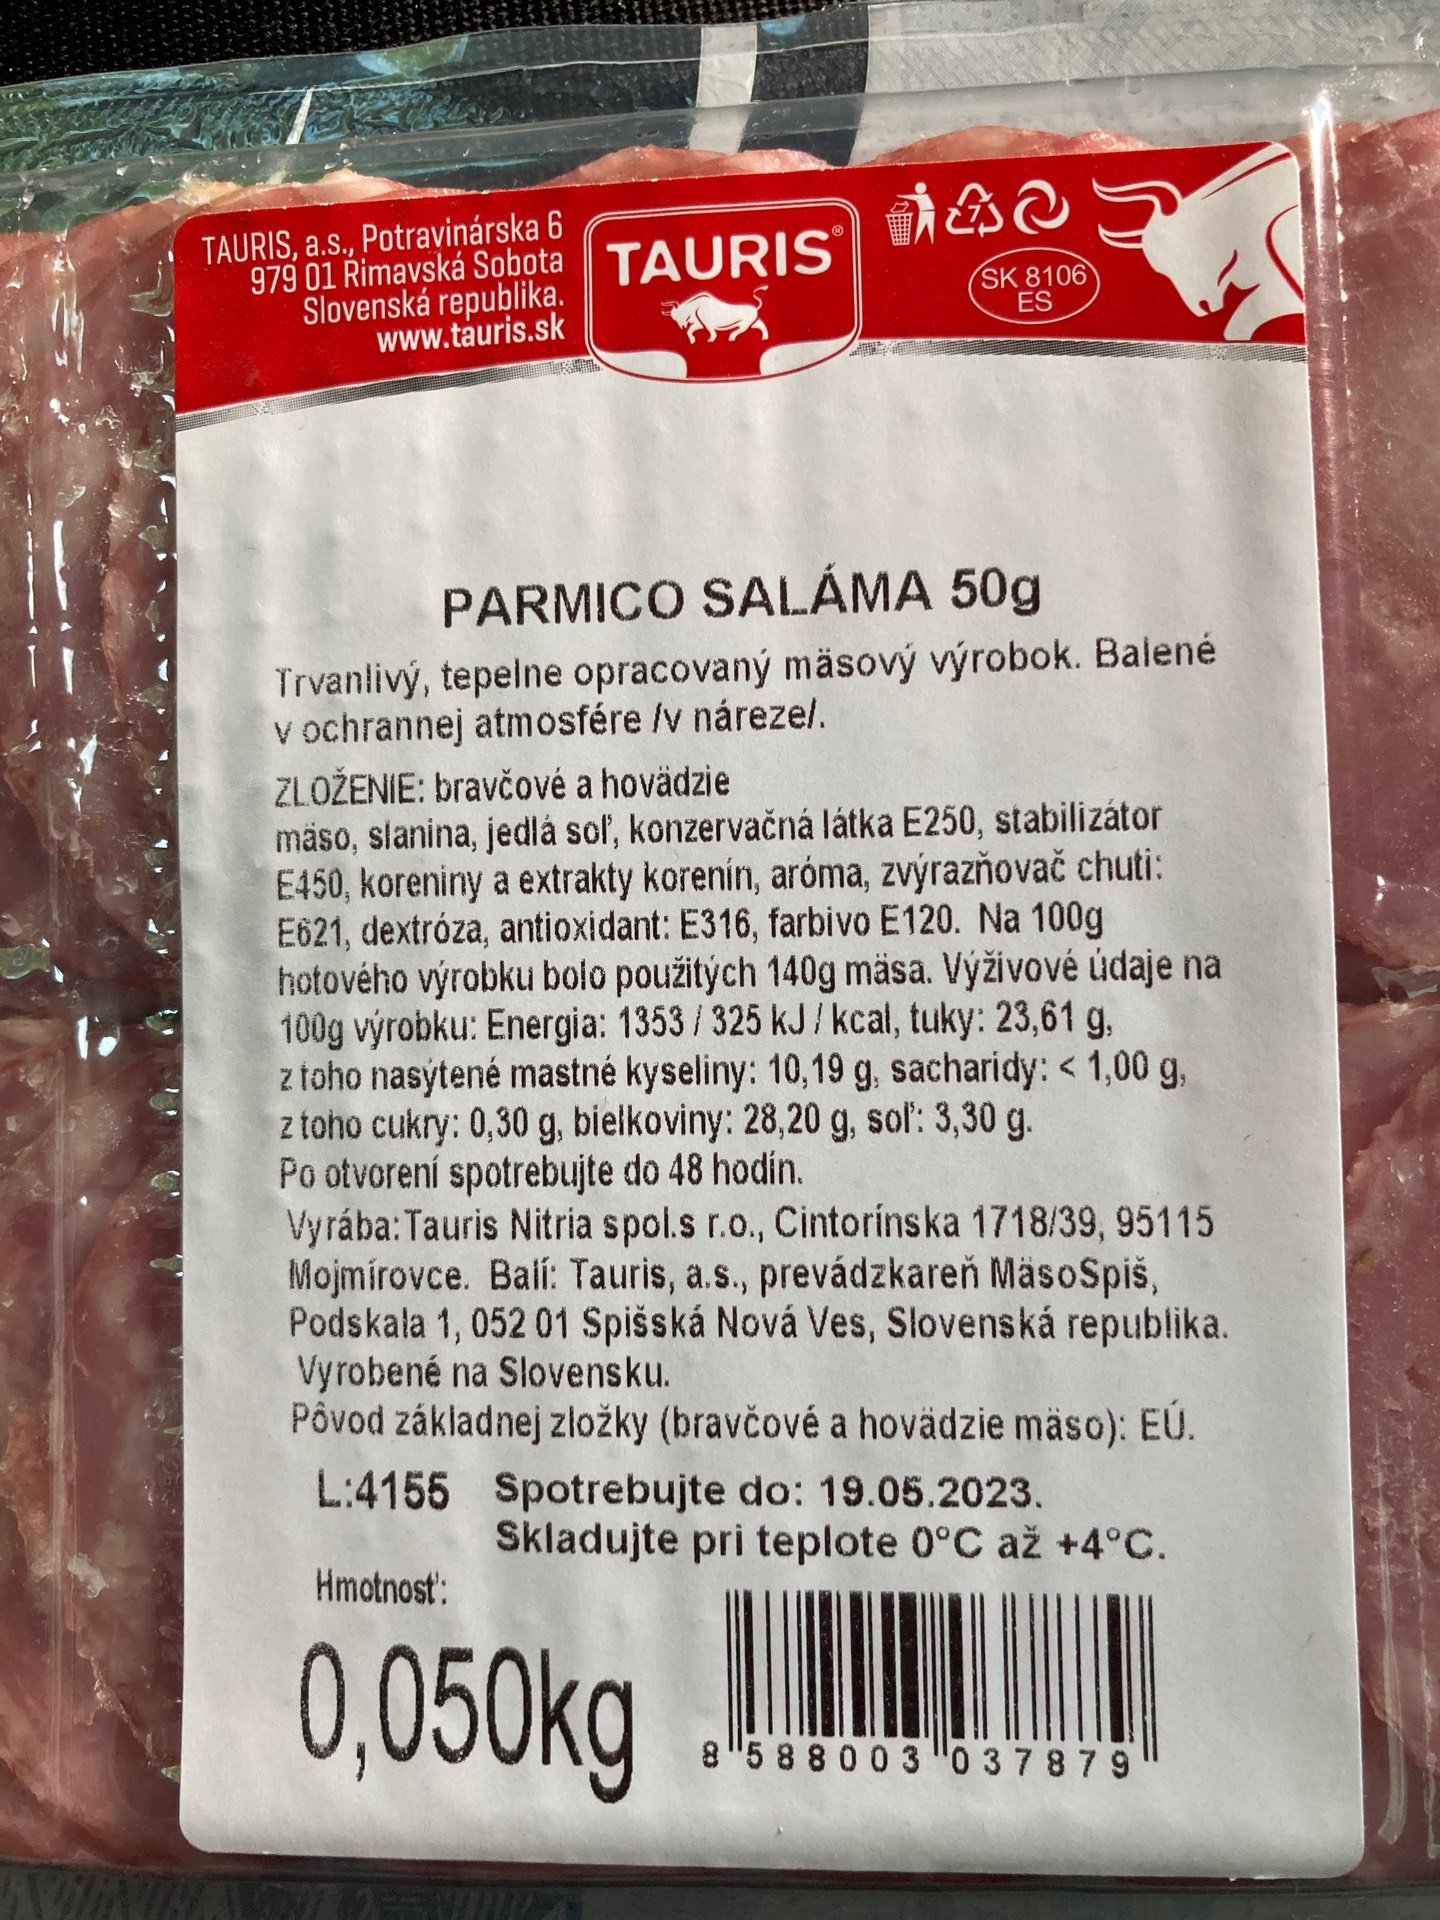 TAURIS, a.s., Potravinárska 6
979 01 Rimavská Sobota
Slovenská republika.
www.tauris.sk
TAURIS®
7
SK 8106
ES
PARMICO SALÁMA 50g
Trvanlivý, tepelne opracovaný mäsový výrobok. Balené
v ochrannej atmosfére /v náreze/.
ZLOŽENIE: bravčové a hovädzie
mäso, slanina, jedlá soľ, konzervačná látka E250, stabilizátor
E450, koreniny a extrakty korenín, aróma, zvýrazňovač chuti:
E621, dextróza, antioxidant: E316, farbivo E120. Na 100g
hotového výrobku bolo použitých 140g mäsa. Výživové údaje na
100g výrobku: Energia: 1353 / 325 kJ / kcal, tuky: 23,61 g,
z toho nasýtené mastné kyseliny: 10,19 g, sacharidy: < 1,00 g,
z toho cukry: 0,30 g, bielkoviny: 28,20 g, soľ: 3,30 g.
Po otvorení spotrebujte do 48 hodín.
Vyrába:Tauris Nitria spol.s r.o., Cintorínska 1718/39, 95115
Mojmírovce. Balí: Tauris, a.s., prevádzkareň MäsoSpiš,
Podskala 1, 052 01 Spišská Nová Ves, Slovenská republika.
Vyrobené na Slovensku.
Pôvod základnej zložky (bravčové a hovädzie mäso): EÚ.
L:4155 Spotrebujte do: 19.05.2023.
Skladujte pri teplote 0°C až +4°C.
Hmotnosť:
0,050kg
8 588003 037879